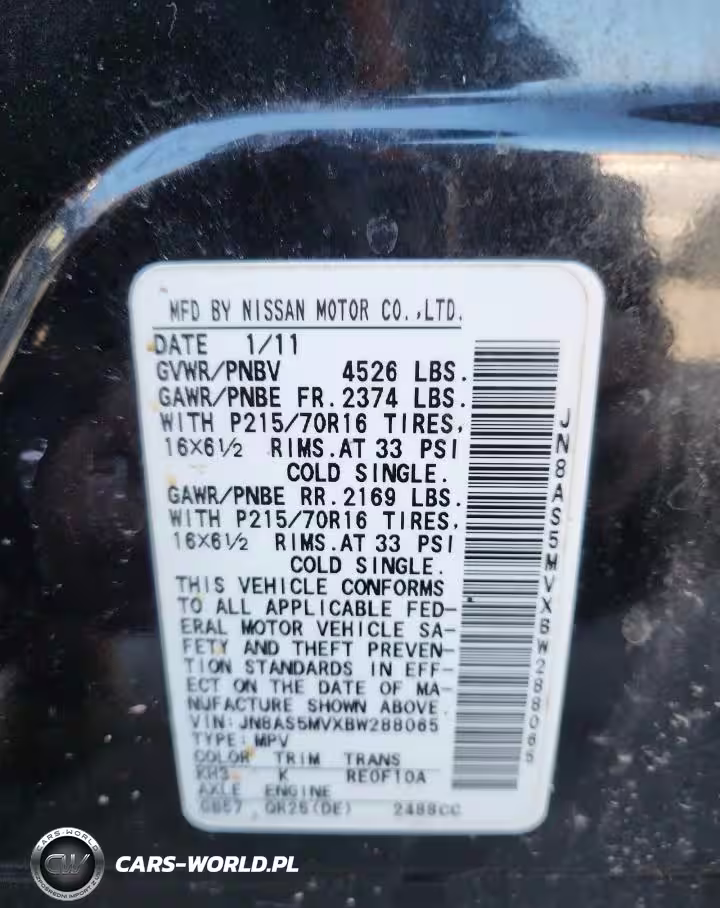 MFD BY NISSAN MOTOR CO.,LTD.
DATE 1/11
GVWR/PNBV 4526 LBS.
GAWR/PNBE FR.2374 LBS.
WITH P215/70R16 TIRES,
16X6½ RIMS.AT 33 PSI
COLD SINGLE.
GAWR/PNBE RR.2169 LBS.
WITH P215/70R16 TIRES,
16X6½ RIMS.AT 33 PSI
COLD SINGLE.
THIS VEHICLE CONFORMS
TO ALL APPLICABLE FED-
ERAL MOTOR VEHICLE SA-
FETY AND THEFT PREVEN-
TION STANDARDS IN EFF-
ECT ON THE DATE OF MA-
NUFACTURE SHOWN ABOVE.
VIN:JN8AS5MVXBW288065
TYPE:MPV
COLOR TRIM TRANS
KH3 K RE0F10A
AXLE ENGINE
QR25(DE) 2488CC
JN8AS5MVXBW288065
CARS-WORLD
CW
CARS-WORLD.PL